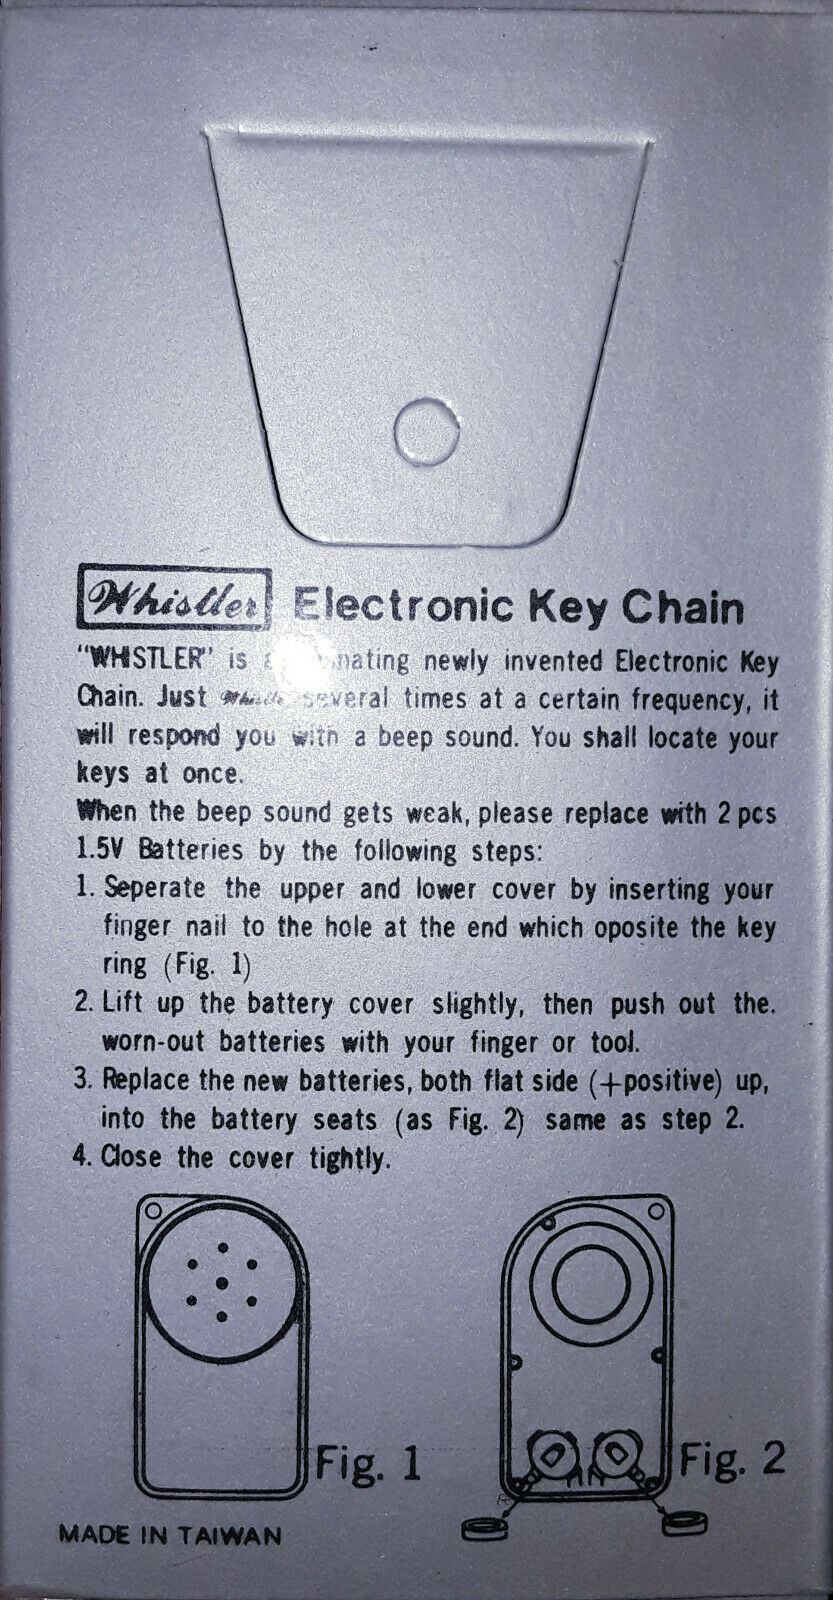 Whistler Electronic Key Chain
"WHISTLER" is newly invented Electronic Key
Chain. Just Whistle several times at a certain frequency, it
will respond you with a beep sound. You shall locate your
keys at once.
When the beep sound gets weak, please replace with 2 pcs
1.5V Batteries by the following steps:
1. Seperate the upper and lower cover by inserting your
finger nail to the hole at the end which oposite the key
ring (Fig. 1)
2. Lift up the battery cover slightly, then push out the.
worn-out batteries with your finger or tool.
3. Replace the new batteries, both flat side (+positive) up,
into the battery seats (as Fig. 2) same as step 2.
4. Close the cover tightly.
Fig. 1
Fig. 2
MADE IN TAIWAN